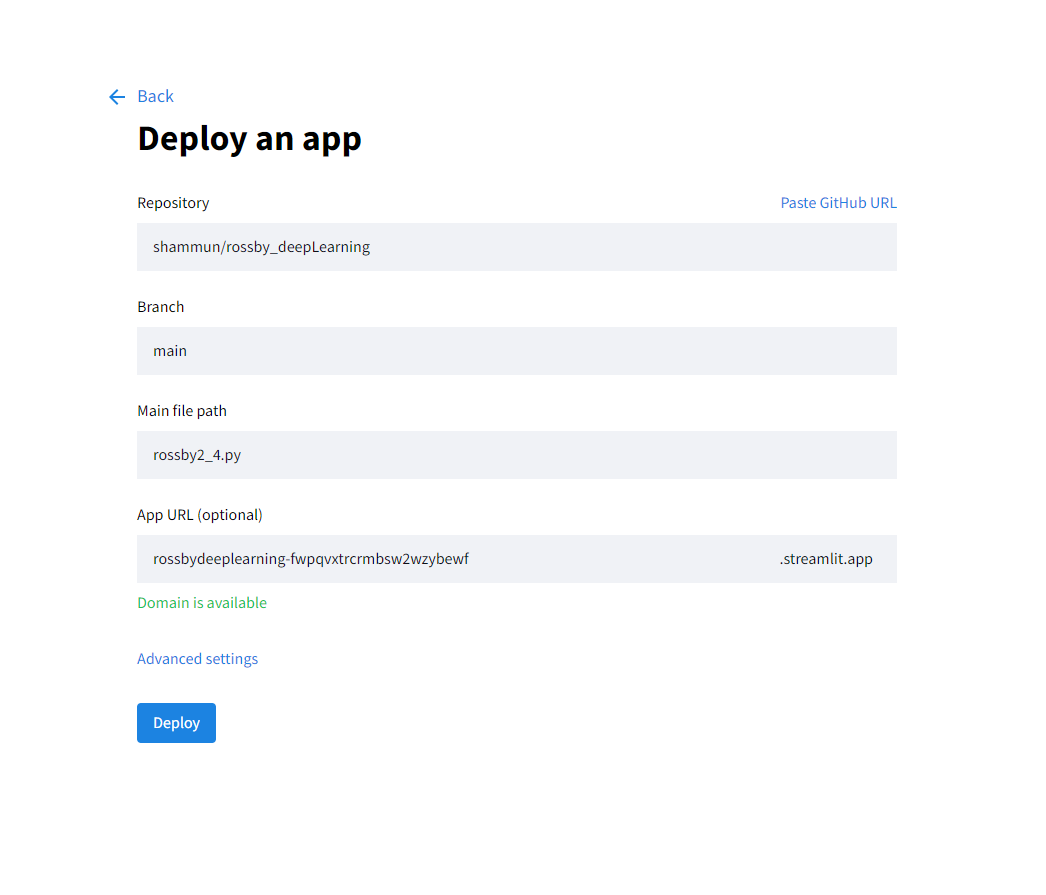 Back
Deploy an app
Repository Paste GitHub URL
shammun/rossby_deepLearning
Branch
main
Main file path
rossby2_4.py
App URL (optional)
rossbydeeplearning-fwpqvxtrcrmbsw2wzybewf .streamlit.app
Domain is available
Advanced settings
Deploy